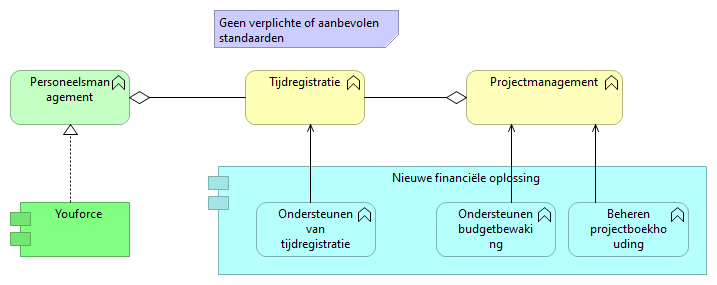 Geen verplichte of aanbevolen
standaarden
Personeelsman
agement
Tijdregistratie
Projectmanagement
Nieuwe financiële oplossing
Youforce
Ondersteunen
van
tijdregistratie
Ondersteunen
budgetbewaki
ng
Beheren
projectboekho
uding